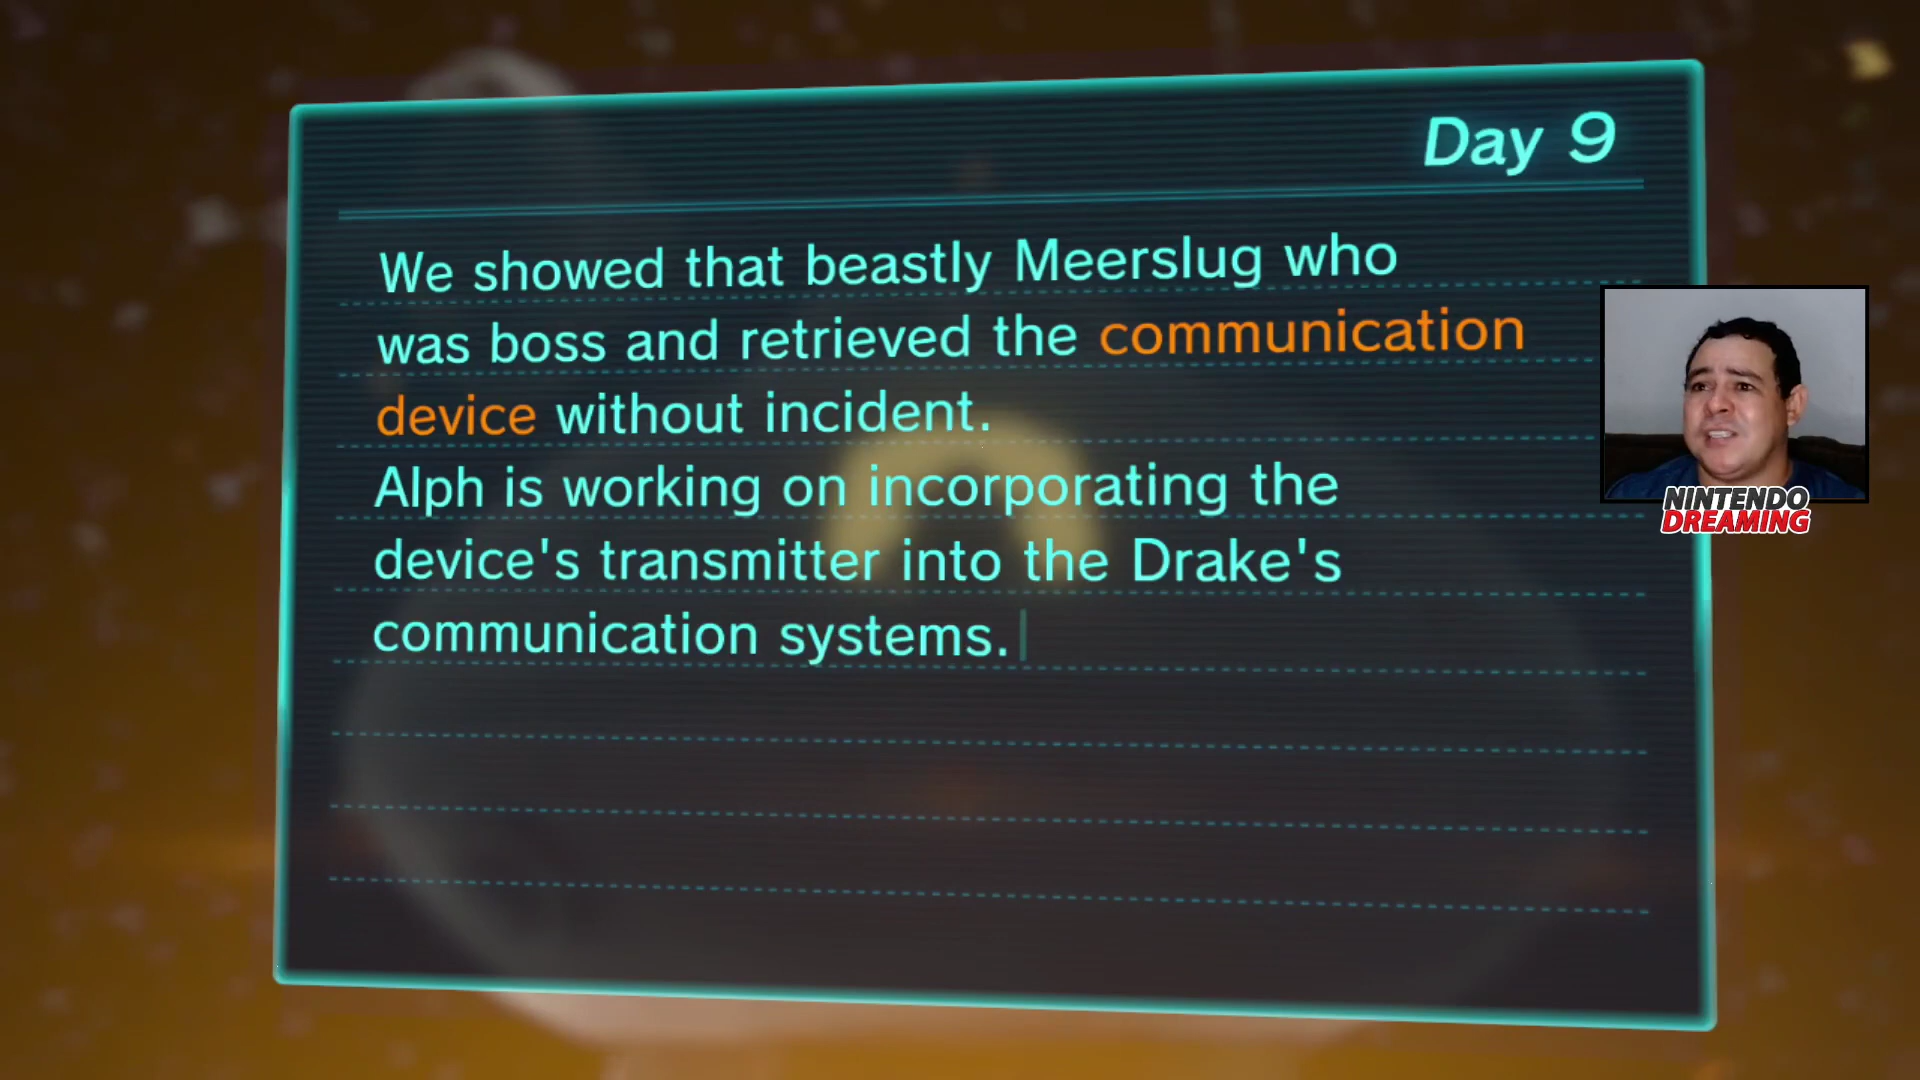 Day 9
We showed that beastly Meerslug who
was boss and retrieved the communication
device without incident.
Alph is working on incorporating the
device's transmitter into the Drake's
communication systems.
NINTENDO
DREAMING